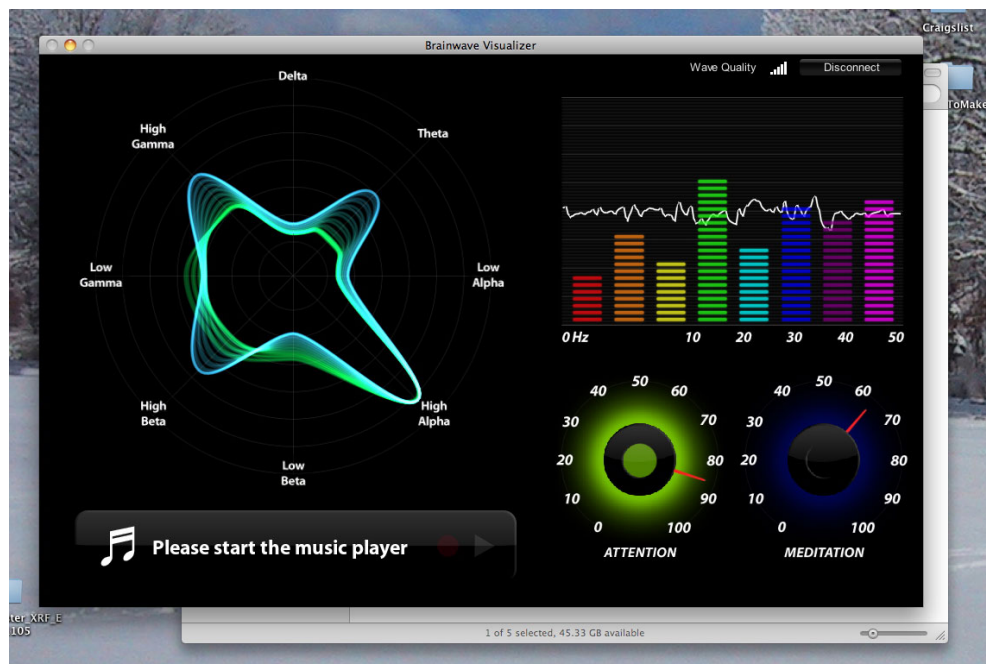 Craigslist
Brainwave Visualizer
Wave Quality
Disconnect
ToMake
Delta
Theta
Low
Alpha
High
Alpha
Low
Beta
High
Beta
Low
Gamma
High
Gamma
0 Hz 10 20 30 40 50
0 10 20 30 40 50 60 70 80 90 100
ATTENTION
0 10 20 30 40 50 60 70 80 90 100
MEDITATION
Please start the music player
ter_XRF_E
105
1 of 5 selected, 45.33 GB available